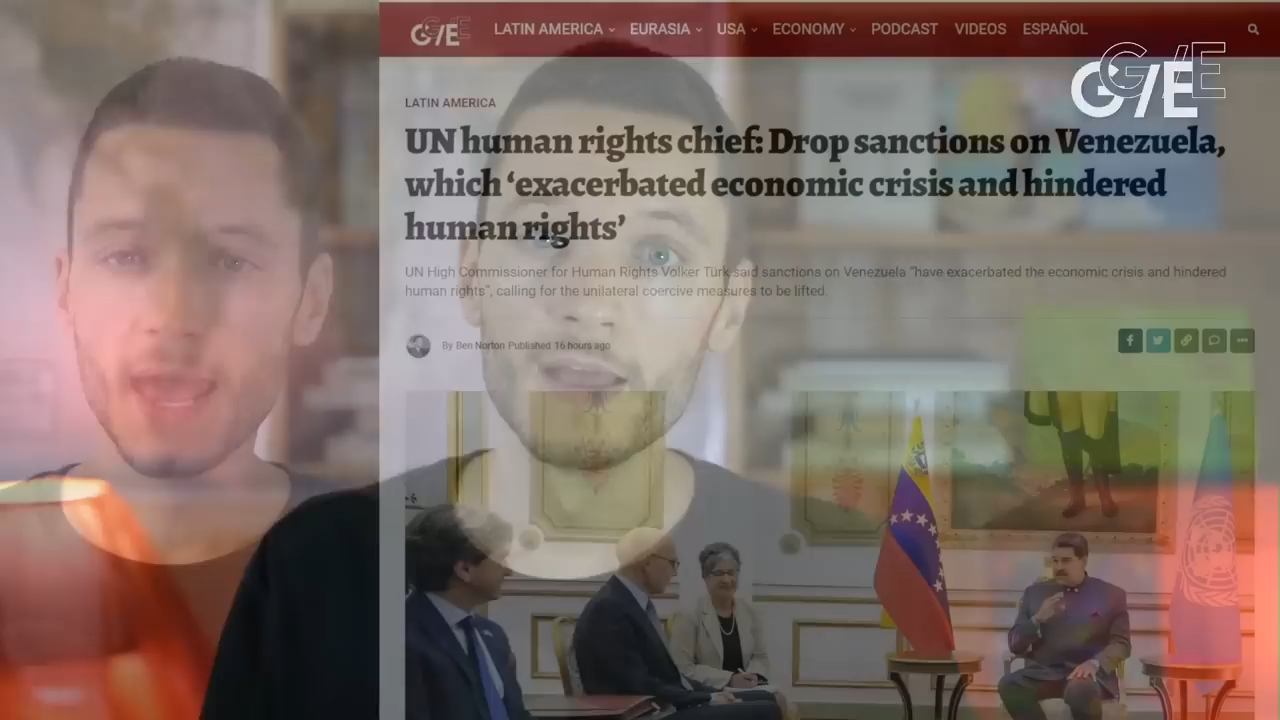 G/E LATIN AMERICA EURASIA USA ECONOMY PODCAST VIDEOS ESPAÑOL
G/E
LATIN AMERICA
UN human rights chief: Drop sanctions on Venezuela,
which ‘exacerbated economic crisis and hindered
human rights’
UN High Commissioner for Human Rights Volker Türk said sanctions on Venezuela "have exacerbated the economic crisis and hindered
human rights", calling for the unilateral coercive measures to be lifted.
By Ben Norton Published 16 hours ago